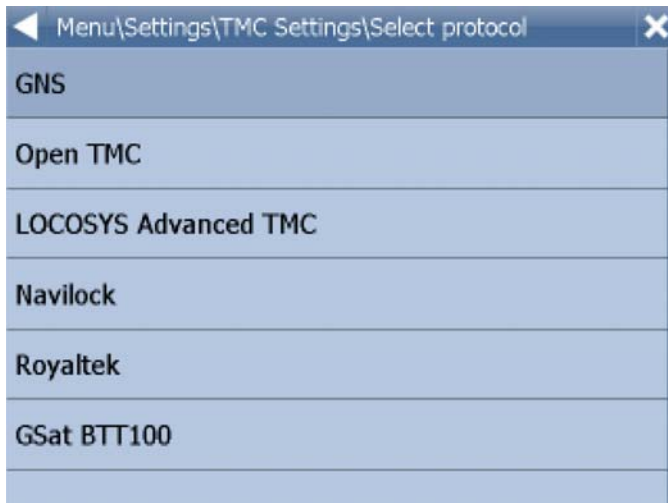 Menu\Settings\TMC Settings\Select protocol
GNS
Open TMC
LOCOSYS Advanced TMC
Navilock
Royaltek
GSat BTT100